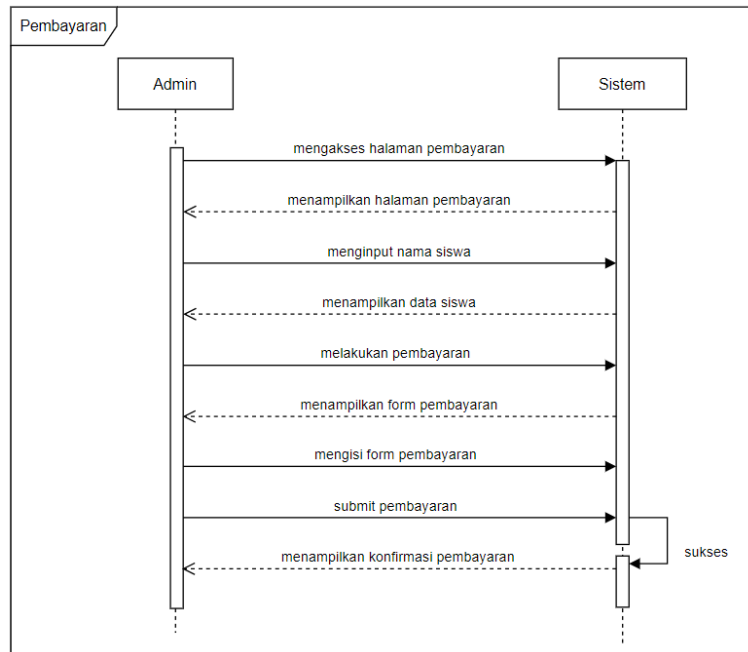 Pembayaran
Admin
Sistem
mengakses halaman pembayaran
menampilkan halaman pembayaran
menginput nama siswa
menampilkan data siswa
melakukan pembayaran
menampilkan form pembayaran
mengisi form pembayaran
submit pembayaran
sukses
menampilkan konfirmasi pembayaran